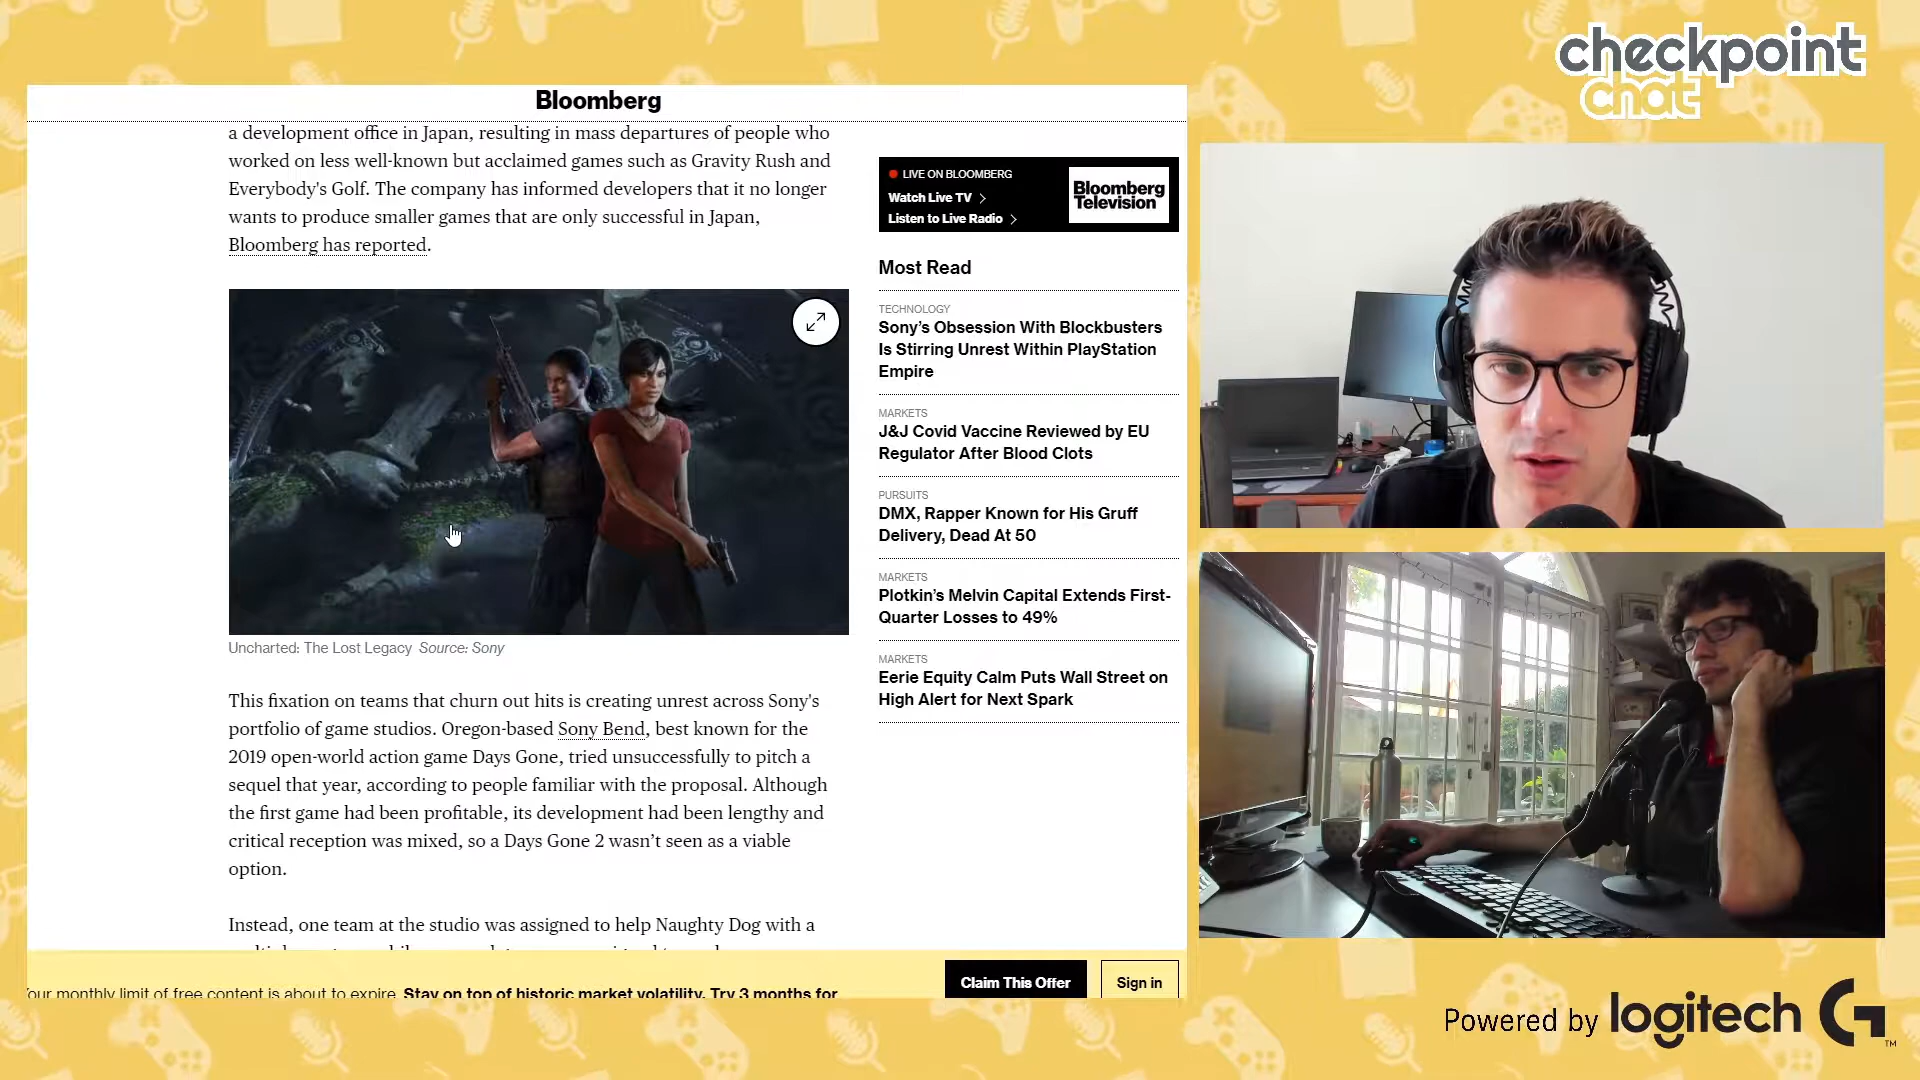 checkpoint
chat
Bloomberg
a development office in Japan, resulting in mass departures of people who
worked on less well-known but acclaimed games such as Gravity Rush and
Everybody's Golf. The company has informed developers that it no longer
wants to produce smaller games that are only successful in Japan,
Bloomberg has reported.
Uncharted: The Lost Legacy Source: Sony
This fixation on teams that churn out hits is creating unrest across Sony's
portfolio of game studios. Oregon-based Sony Bend, best known for the
2019 open-world action game Days Gone, tried unsuccessfully to pitch a
sequel that year, according to people familiar with the proposal. Although
the first game had been profitable, its development had been lengthy and
critical reception was mixed, so a Days Gone 2 wasn’t seen as a viable
option.
Instead, one team at the studio was assigned to help Naughty Dog with a
LIVE ON BLOOMBERG
Watch Live TV
Listen to Live Radio
Bloomberg
Television
Most Read
TECHNOLOGY
Sony’s Obsession With Blockbusters
Is Stirring Unrest Within PlayStation
Empire
MARKETS
J&J Covid Vaccine Reviewed by EU
Regulator After Blood Clots
PURSUITS
DMX, Rapper Known for His Gruff
Delivery, Dead At 50
MARKETS
Plotkin’s Melvin Capital Extends First-
Quarter Losses to 49%
MARKETS
Eerie Equity Calm Puts Wall Street on
High Alert for Next Spark
Your monthly limit of free content is about to expire. Stay on top of historic market volatility. Try 3 months for
Claim This Offer
Sign in
Powered by logitech G
TM